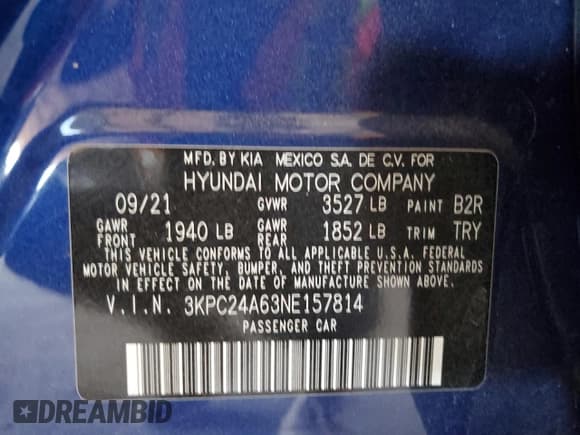 MFD. BY KIA MEXICO S.A. DE C.V. FOR
HYUNDAI MOTOR COMPANY
09/21 GVWR 3527 LB PAINT B2R
GAWR FRONT 1940 LB GAWR REAR 1852 LB TRIM TRY
THIS VEHICLE CONFORMS TO ALL APPLICABLE U.S.A. FEDERAL
MOTOR VEHICLE SAFETY, BUMPER, AND THEFT PREVENTION STANDARDS
IN EFFECT ON THE DATE OF MANUFACTURE SHOWN ABOVE.
V.I.N. 3KPC24A63NE157814
PASSENGER CAR
DREAMBID